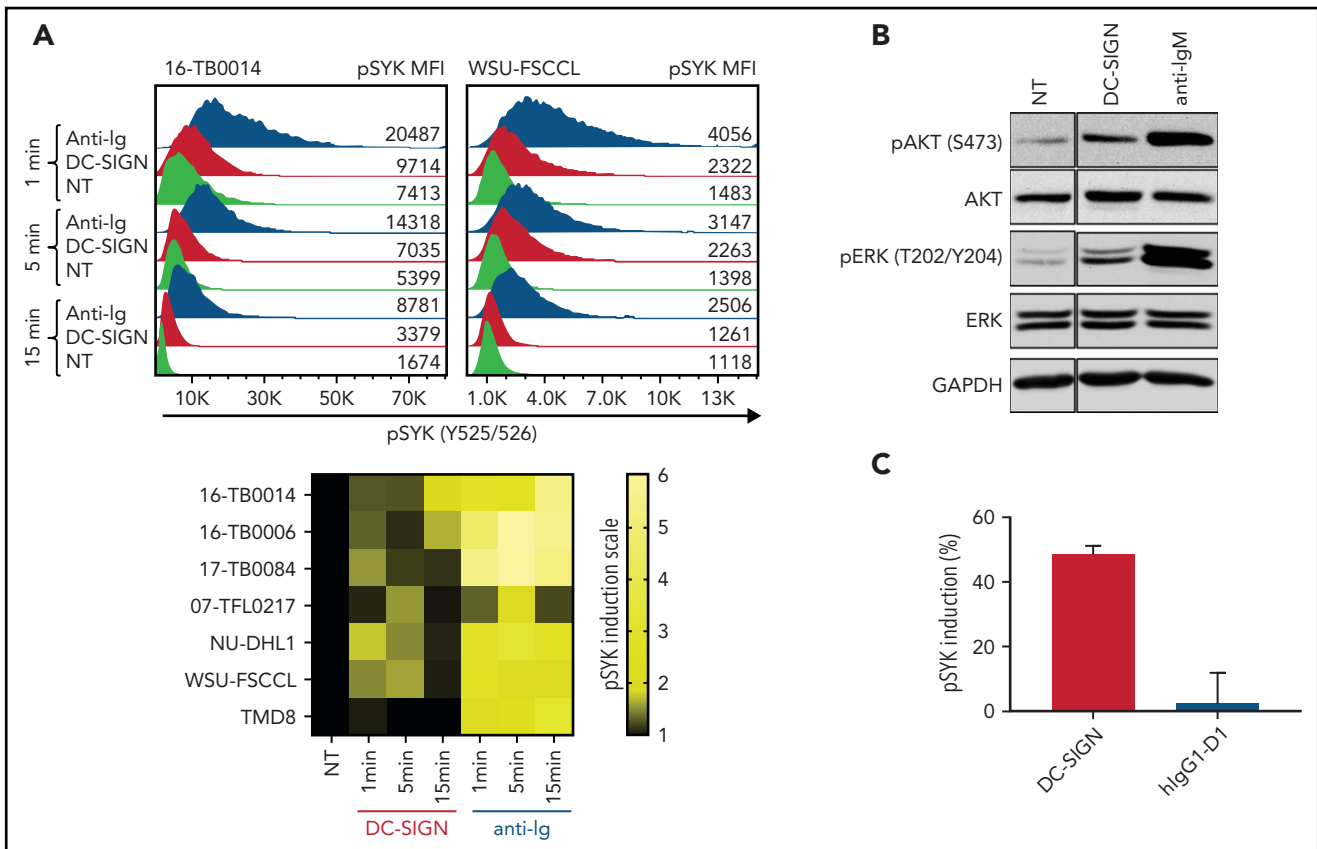 A
16-TB0014 pSYK MFI
WSU-FSCCL pSYK MFI
1 min
Anti-Ig 20487 4056
DC-SIGN 9714 2322
NT 7413 1483
5 min
Anti-Ig 14318 3147
DC-SIGN 7035 2263
NT 5399 1398
15 min
Anti-Ig 8781 2506
DC-SIGN 3379 1261
NT 1674 1118
10K 30K 50K 70K
1.0K 4.0K 7.0K 10K 13K
pSYK (Y525/526)
16-TB0014
16-TB0006
17-TB0084
07-TFL0217
NU-DHL1
WSU-FSCCL
TMD8
NT 1min 5min 15min 1min 5min 15min
DC-SIGN anti-Ig
pSYK induction scale
6
5
4
3
2
1
B
NT DC-SIGN anti-IgM
pAKT (S473)
AKT
pERK (T202/Y204)
ERK
GAPDH
C
pSYK induction (%)
60
40
20
0
DC-SIGN hIgG1-D1